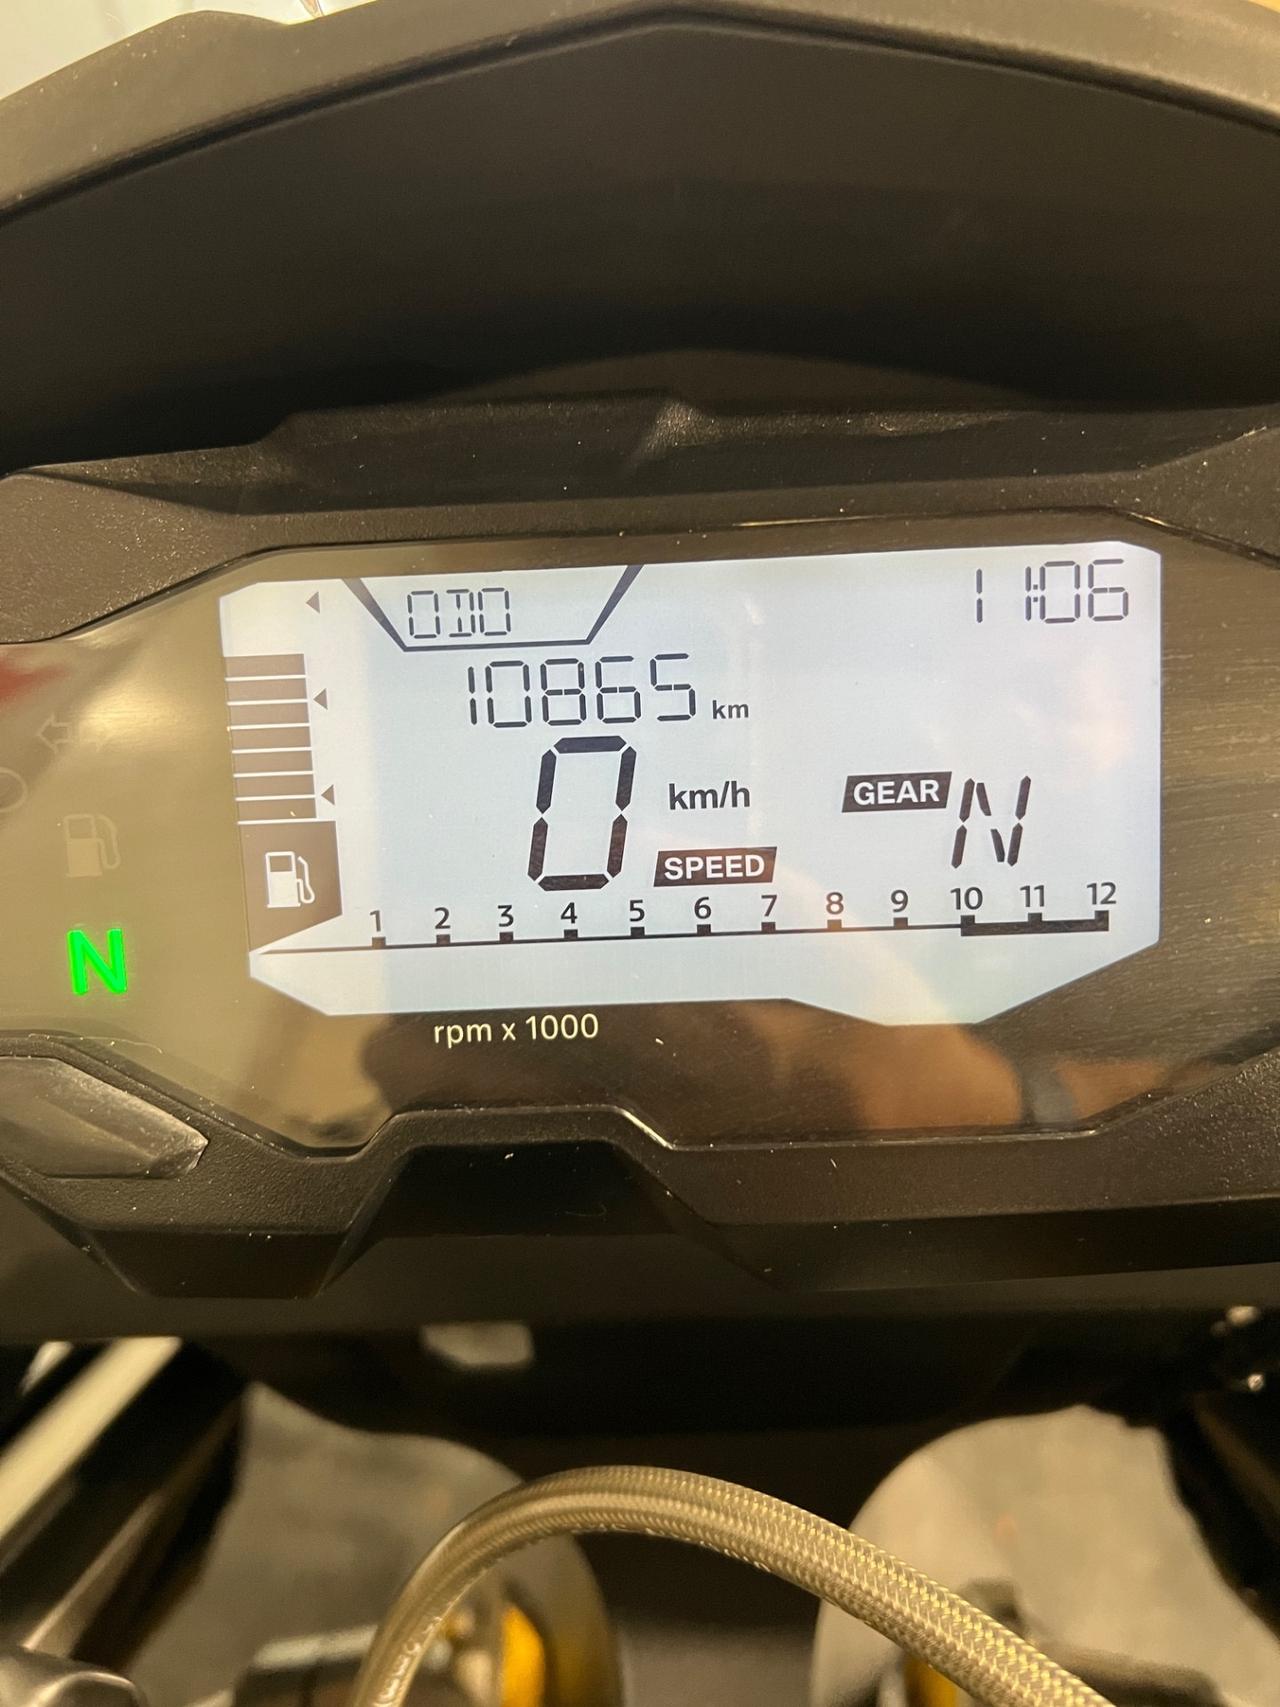 ODO
11:06
10865 km
0 km/h
GEAR N
SPEED
1 2 3 4 5 6 7 8 9 10 11 12
N
rpm x 1000